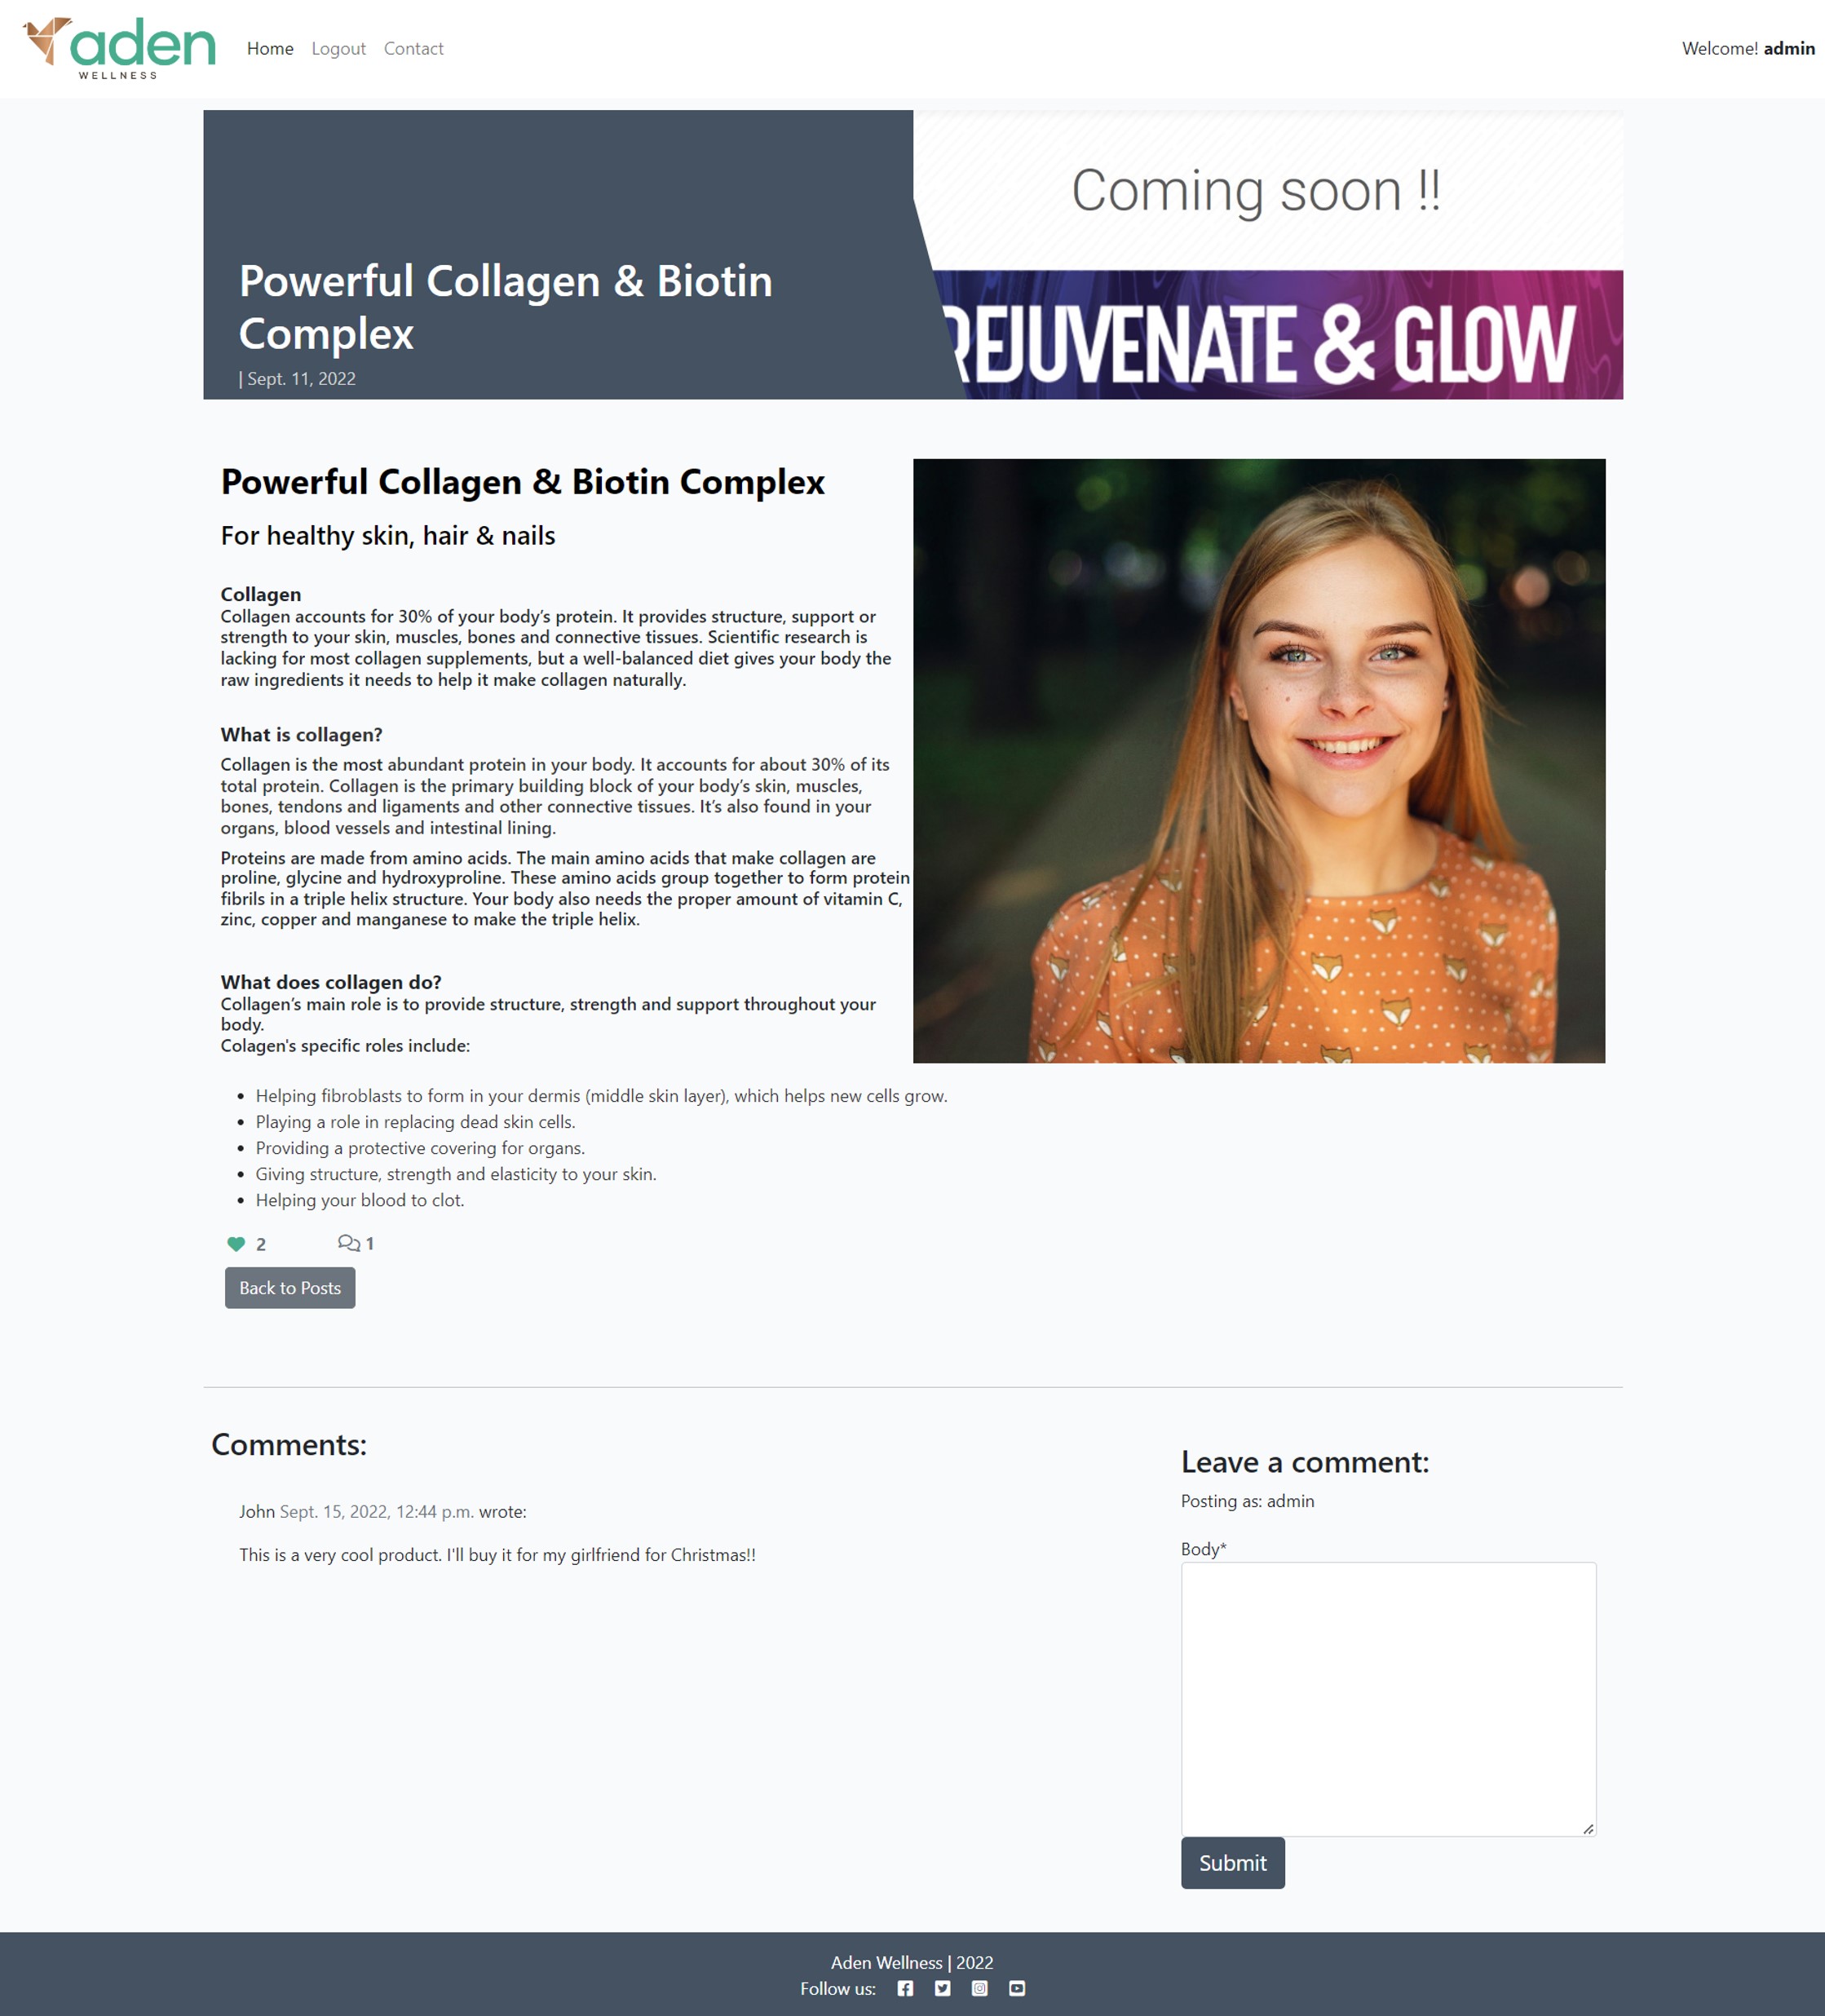 aden
WELLNESS
Home Logout Contact
Welcome! admin
Coming soon !!
Powerful Collagen & Biotin
Complex
| Sept. 11, 2022
REJUVENATE & GLOW
Powerful Collagen & Biotin Complex
For healthy skin, hair & nails
Collagen
Collagen accounts for 30% of your body’s protein. It provides structure, support or
strength to your skin, muscles, bones and connective tissues. Scientific research is
lacking for most collagen supplements, but a well-balanced diet gives your body the
raw ingredients it needs to help it make collagen naturally.
What is collagen?
Collagen is the most abundant protein in your body. It accounts for about 30% of its
total protein. Collagen is the primary building block of your body’s skin, muscles,
bones, tendons and ligaments and other connective tissues. It’s also found in your
organs, blood vessels and intestinal lining.
Proteins are made from amino acids. The main amino acids that make collagen are
proline, glycine and hydroxyproline. These amino acids group together to form protein
fibrils in a triple helix structure. Your body also needs the proper amount of vitamin C,
zinc, copper and manganese to make the triple helix.
What does collagen do?
Collagen’s main role is to provide structure, strength and support throughout your
body.
Colagen's specific roles include:
• Helping fibroblasts to form in your dermis (middle skin layer), which helps new cells grow.
• Playing a role in replacing dead skin cells.
• Providing a protective covering for organs.
• Giving structure, strength and elasticity to your skin.
• Helping your blood to clot.
2 1
Back to Posts
Comments:
John Sept. 15, 2022, 12:44 p.m. wrote:
This is a very cool product. I'll buy it for my girlfriend for Christmas!!
Leave a comment:
Posting as: admin
Body*
Submit
Aden Wellness | 2022
Follow us: